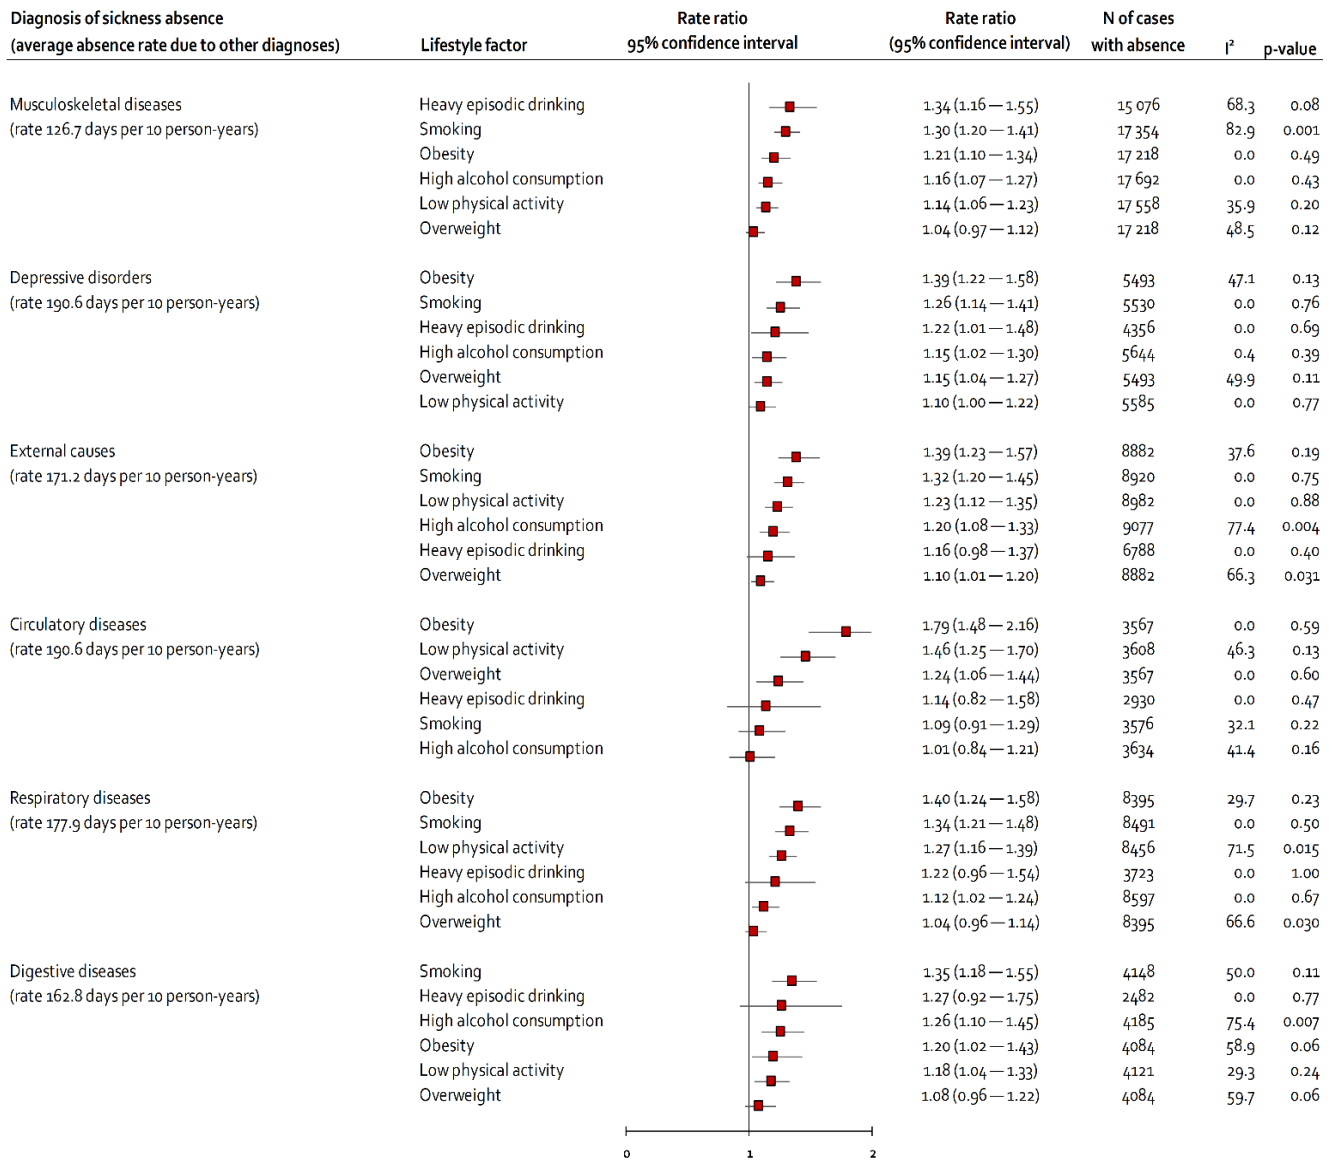 Diagnosis of sickness absence Rate ratio Rate ratio N of cases
(average absence rate due to other diagnoses) Lifestyle factor 95% confidence interval (95% confidence interval) with absence I² p-value
Musculoskeletal diseases Heavy episodic drinking 1.34 (1.16 — 1.55) 15 076 68.3 0.08
(rate 126.7 days per 10 person-years) Smoking 1.30 (1.20 — 1.41) 17 354 82.9 0.001
Obesity 1.21 (1.10 — 1.34) 17 218 0.0 0.49
High alcohol consumption 1.16 (1.07 — 1.27) 17 692 0.0 0.43
Low physical activity 1.14 (1.06 — 1.23) 17 558 35.9 0.20
Overweight 1.04 (0.97 — 1.12) 17 218 48.5 0.12
Depressive disorders Obesity 1.39 (1.22 — 1.58) 5493 47.1 0.13
(rate 190.6 days per 10 person-years) Smoking 1.26 (1.14 — 1.41) 5530 0.0 0.76
Heavy episodic drinking 1.22 (1.01 — 1.48) 4356 0.0 0.69
High alcohol consumption 1.15 (1.02 — 1.30) 5644 0.4 0.39
Overweight 1.15 (1.04 — 1.27) 5493 49.9 0.11
Low physical activity 1.10 (1.00 — 1.22) 5585 0.0 0.77
External causes Obesity 1.39 (1.23 — 1.57) 8882 37.6 0.19
(rate 171.2 days per 10 person-years) Smoking 1.32 (1.20 — 1.45) 8920 0.0 0.75
Low physical activity 1.23 (1.12 — 1.35) 8982 0.0 0.88
High alcohol consumption 1.20 (1.08 — 1.33) 9077 77.4 0.004
Heavy episodic drinking 1.16 (0.98 — 1.37) 6788 0.0 0.40
Overweight 1.10 (1.01 — 1.20) 8882 66.3 0.031
Circulatory diseases Obesity 1.79 (1.48 — 2.16) 3567 0.0 0.59
(rate 190.6 days per 10 person-years) Low physical activity 1.46 (1.25 — 1.70) 3608 46.3 0.13
Overweight 1.24 (1.06 — 1.44) 3567 0.0 0.60
Heavy episodic drinking 1.14 (0.82 — 1.58) 2930 0.0 0.47
Smoking 1.09 (0.91 — 1.29) 3576 32.1 0.22
High alcohol consumption 1.01 (0.84 — 1.21) 3634 41.4 0.16
Respiratory diseases Obesity 1.40 (1.24 — 1.58) 8395 29.7 0.23
(rate 177.9 days per 10 person-years) Smoking 1.34 (1.21 — 1.48) 8491 0.0 0.50
Low physical activity 1.27 (1.16 — 1.39) 8456 71.5 0.015
Heavy episodic drinking 1.22 (0.96 — 1.54) 3723 0.0 1.00
High alcohol consumption 1.12 (1.02 — 1.24) 8597 0.0 0.67
Overweight 1.04 (0.96 — 1.14) 8395 66.6 0.030
Digestive diseases Smoking 1.35 (1.18 — 1.55) 4148 50.0 0.11
(rate 162.8 days per 10 person-years) Heavy episodic drinking 1.27 (0.92 — 1.75) 2482 0.0 0.77
High alcohol consumption 1.26 (1.10 — 1.45) 4185 75.4 0.007
Obesity 1.20 (1.02 — 1.43) 4084 58.9 0.06
Low physical activity 1.18 (1.04 — 1.33) 4121 29.3 0.24
Overweight 1.08 (0.96 — 1.22) 4084 59.7 0.06
0 1 2